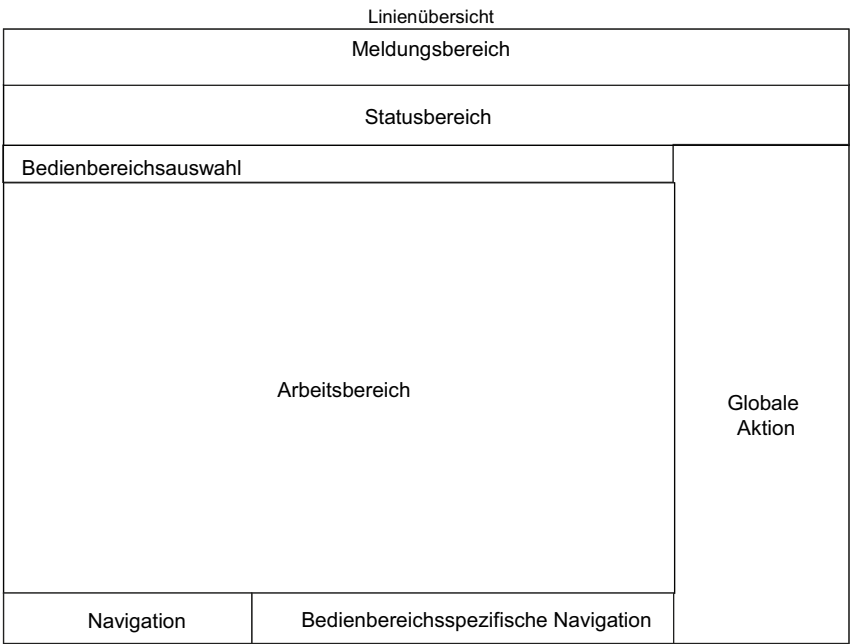 Linienübersicht
Meldungsbereich
Statusbereich
Bedienbereichsauswahl
Arbeitsbereich
Globale
Aktion
Navigation
Bedienbereichsspezifische Navigation